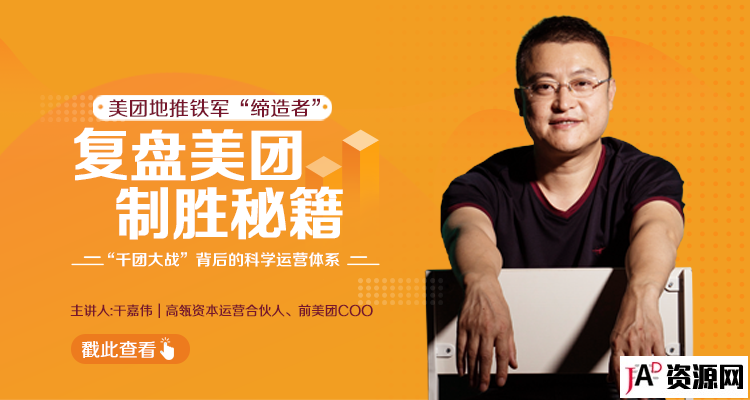 美团地推铁军“缔造者”
复盘美团
制胜秘籍
“千团大战”背后的科学运营体系
主讲人:干嘉伟 | 高瓴资本运营合伙人、前美团COO
戳此查看
JAD资源网